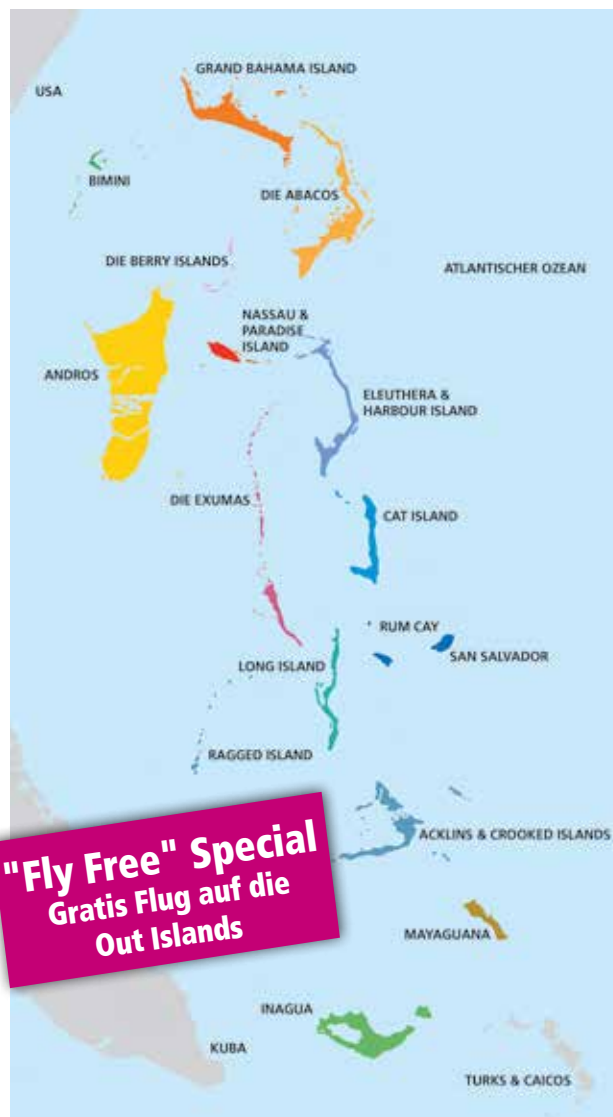 GRAND BAHAMA ISLAND
USA
BIMINI
DIE ABACOS
DIE BERRY ISLANDS
ATLANTISCHER OZEAN
NASSAU &
PARADISE
ISLAND
ANDROS
ELEUTHERA &
HARBOUR ISLAND
DIE EXUMAS
CAT ISLAND
RUM CAY
SAN SALVADOR
LONG ISLAND
RAGGED ISLAND
"Fly Free" Special
Gratis Flug auf die
Out Islands
ACKLINS & CROOKED ISLANDS
MAYAGUANA
INAGUA
KUBA
TURKS & CAICOS